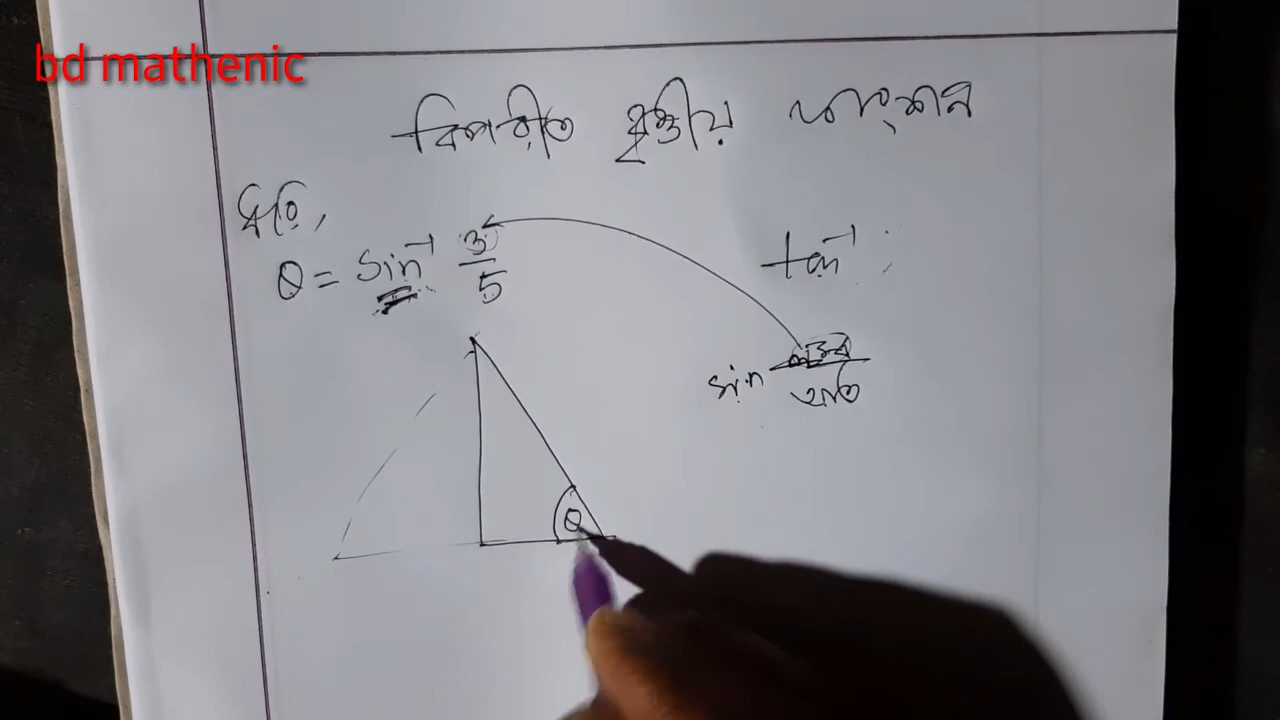 bd mathenic
বিপরীত বৃত্তীয় ফাংশন
ধরি,
θ = sin⁻¹ 3/5
tan⁻¹
sin লম্ব/অতি
θ